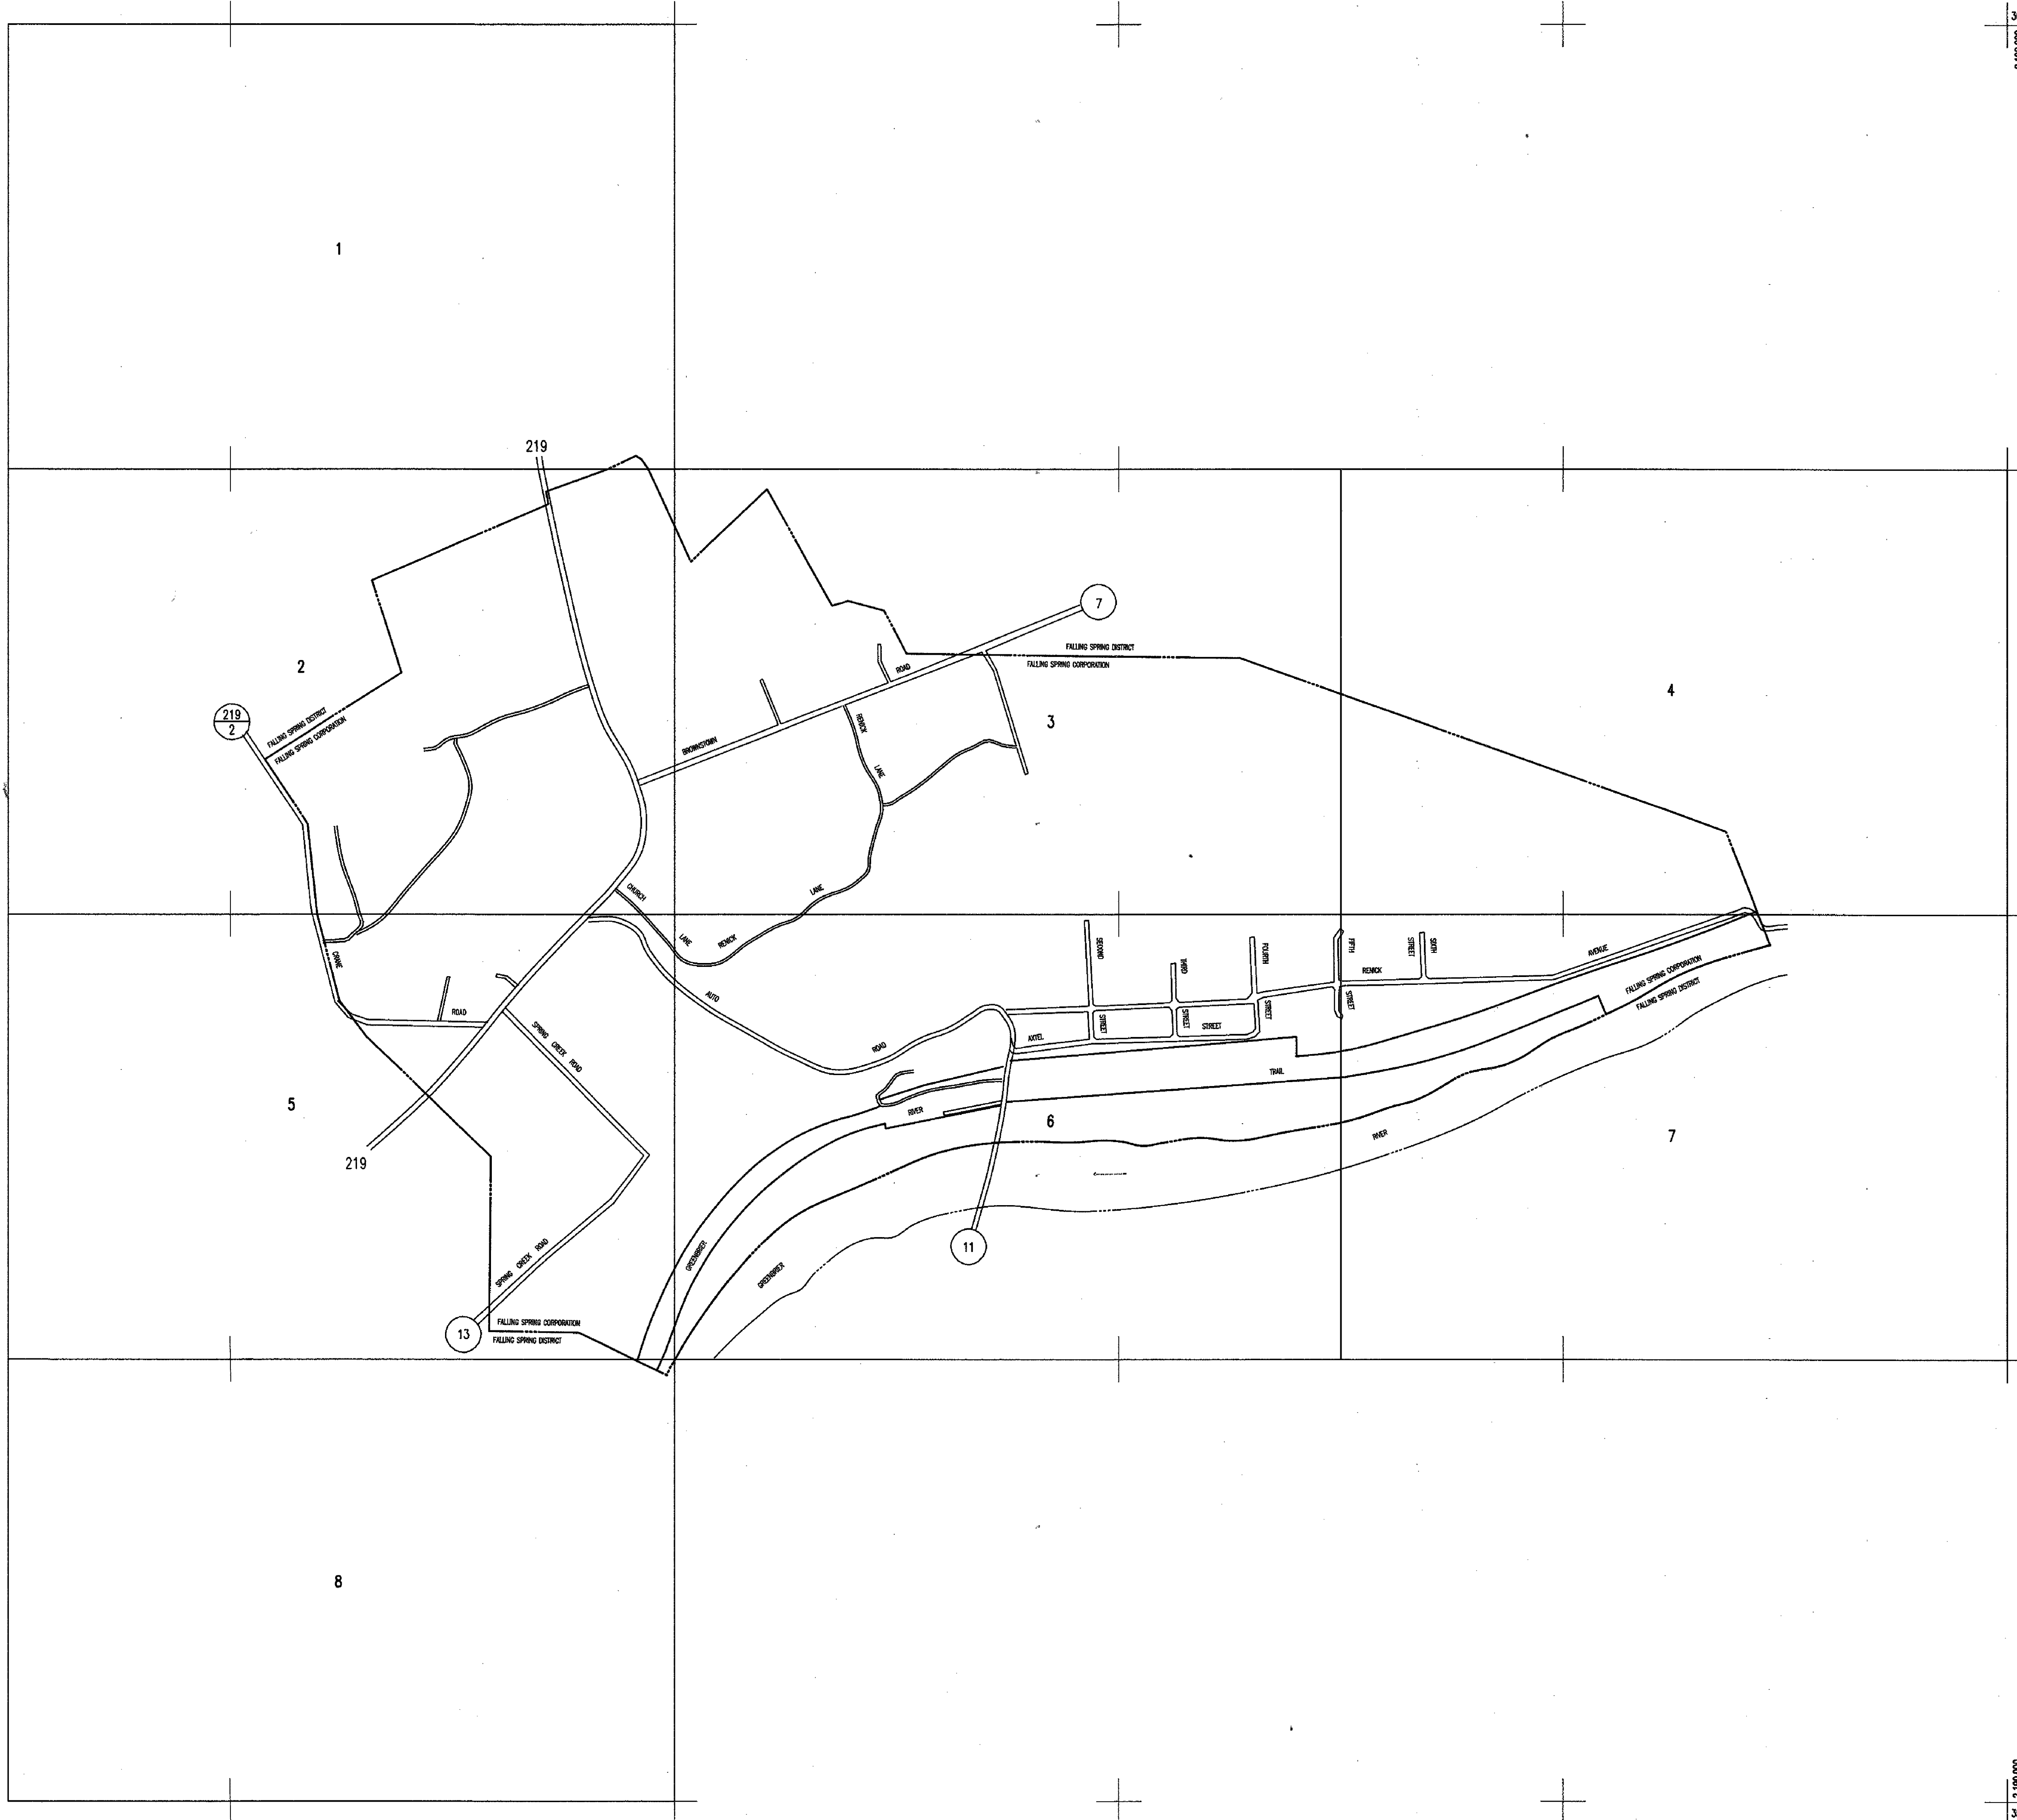 1
219
7
FALLING SPRING DISTRICT
FALLING SPRING CORPORATION
ROAD
2
4
3
219
2
FALLING SPRING DISTRICT
FALLING SPRING CORPORATION
RENICK
BROWNSTOWN
LANE
CHURCH
LANE
LANE
RENICK
SECOND
THIRD
FOURTH
FIFTH
STREET
SIXTH
AVENUE
RENICK
CRANE
AUTO
ROAD
STREET
STREET
STREET
STREET
STREET
FALLING SPRING CORPORATION
FALLING SPRING DISTRICT
SPRING CREEK ROAD
AXTEL
ROAD
TRAIL
5
RIVER
6
RIVER
7
219
GREENBRIER
GREENBRIER
11
SPRING CREEK ROAD
13
FALLING SPRING CORPORATION
FALLING SPRING DISTRICT
8